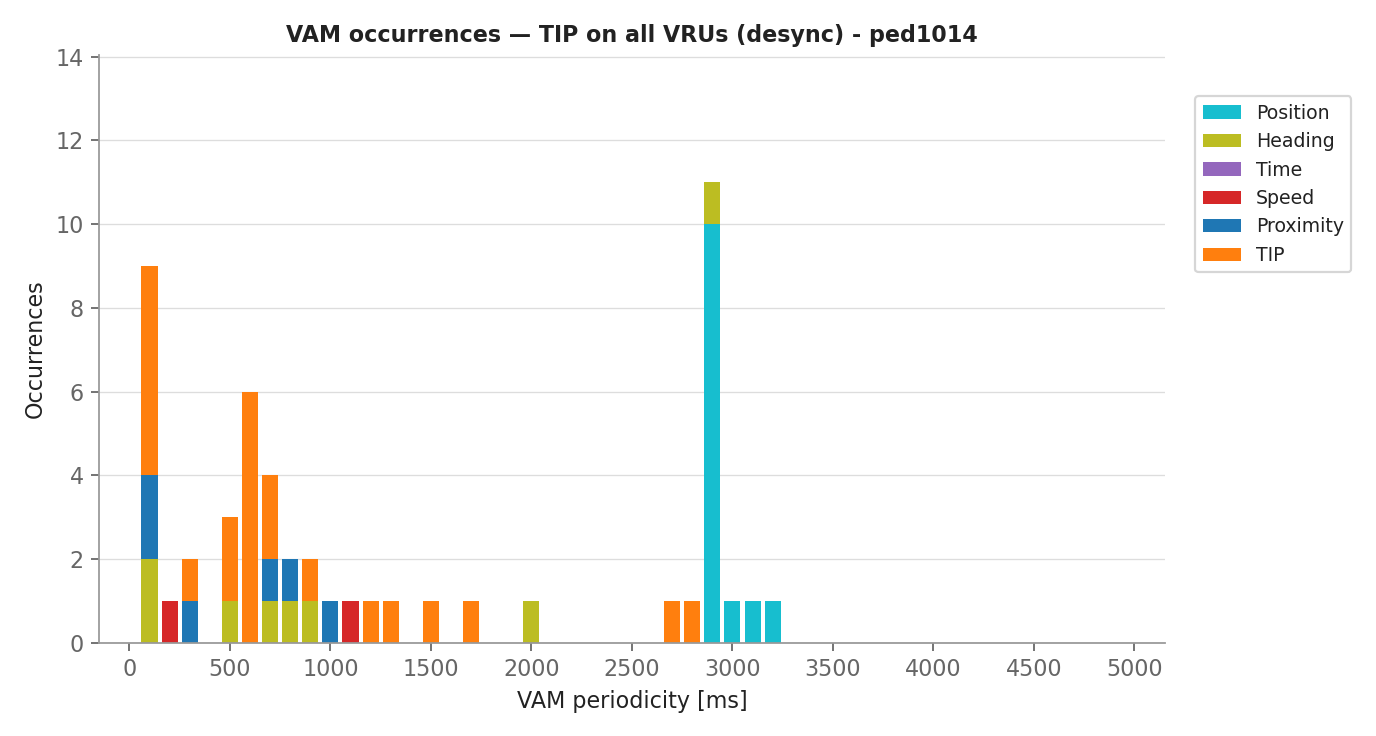 VAM occurrences — TIP on all VRUs (desync) - ped1014
14
12
10
8
6
4
2
0
Occurrences
0 500 1000 1500 2000 2500 3000 3500 4000 4500 5000
VAM periodicity [ms]
Position
Heading
Time
Speed
Proximity
TIP